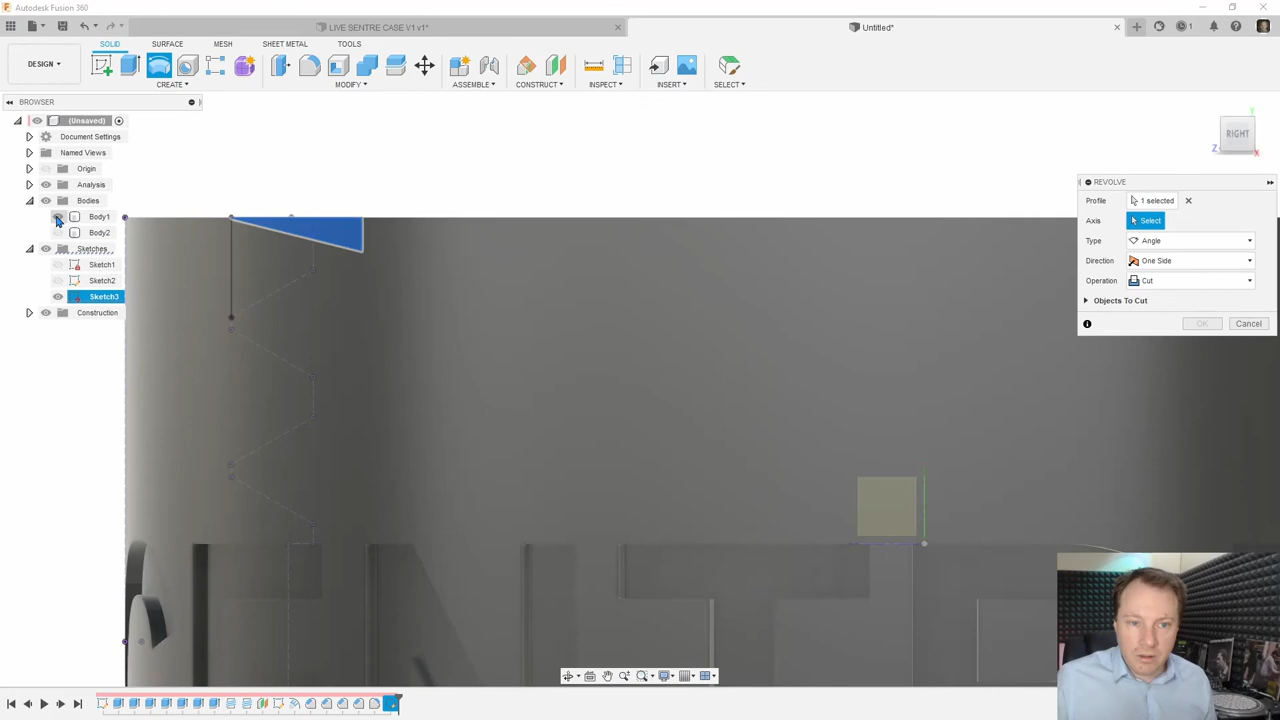 Autodesk Fusion 360
LIVE SENTRE CASE V1 v1*
Untitled*
1
DESIGN
SOLID
SURFACE
MESH
SHEET METAL
TOOLS
CREATE
MODIFY
ASSEMBLE
CONSTRUCT
INSPECT
INSERT
SELECT
BROWSER
(Unsaved)
Document Settings
Named Views
Origin
Analysis
Bodies
Body1
Body2
Sketches
Sketch1
Sketch2
Sketch3
Construction
Y
RIGHT
Z
X
REVOLVE
Profile 1 selected
Axis Select
Type Angle
Direction One Side
Operation Cut
Objects To Cut
OK Cancel